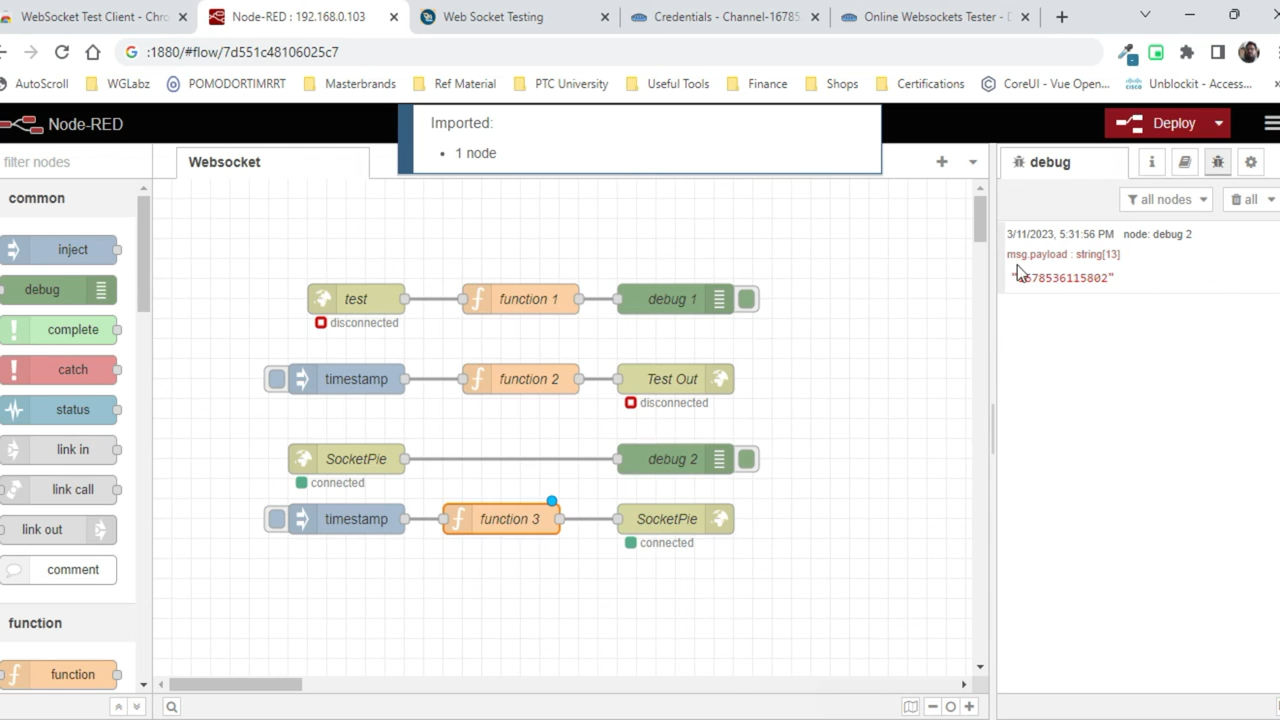 WebSocket Test Client - Chro
Node-RED : 192.168.0.103
Web Socket Testing
Credentials - Channel-16785
Online Websockets Tester - D
:1880/#flow/7d551c48106025c7
AutoScroll
WGLabz
POMODORTIMRRT
Masterbrands
Ref Material
PTC University
Useful Tools
Finance
Shops
Certifications
CoreUI - Vue Open...
Unblockit - Access...
Node-RED
Imported:
• 1 node
Deploy
filter nodes
Websocket
debug
common
all nodes
all
inject
debug
complete
catch
status
link in
link call
link out
comment
function
function
test
disconnected
function 1
debug 1
timestamp
function 2
Test Out
disconnected
SocketPie
connected
debug 2
timestamp
function 3
SocketPie
connected
3/11/2023, 5:31:56 PM node: debug 2
msg.payload : string[13]